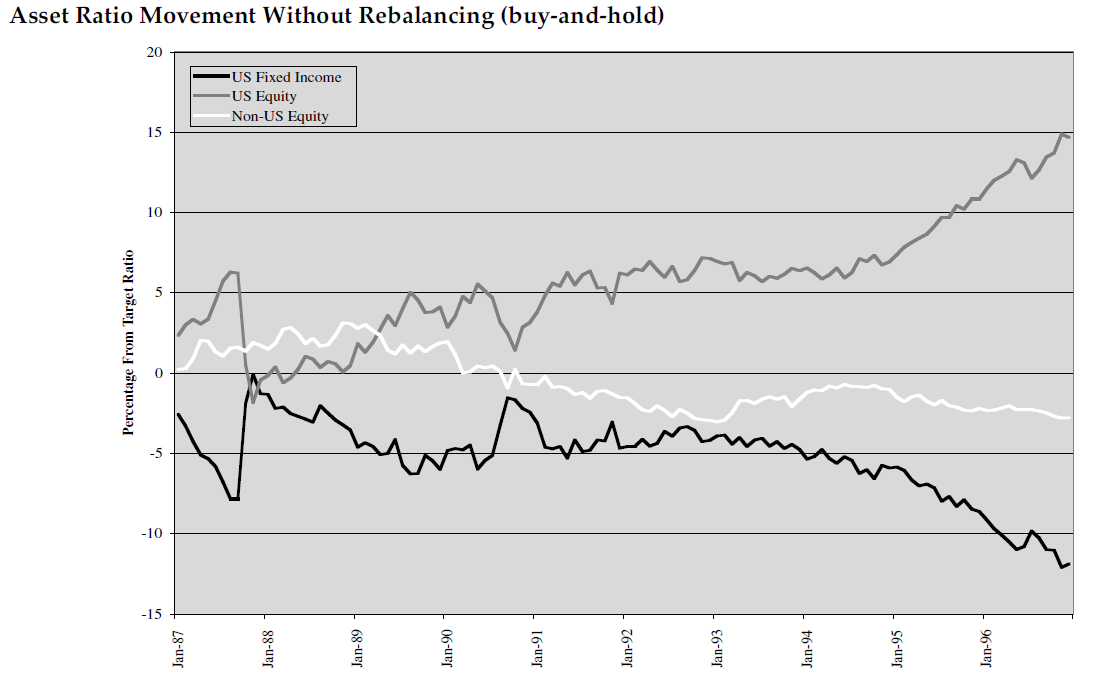 Asset Ratio Movement Without Rebalancing (buy-and-hold)
20
15
10
5
0
-5
-10
-15
Percentage From Target Ratio
US Fixed Income
US Equity
Non-US Equity
Jan-87
Jan-88
Jan-89
Jan-90
Jan-91
Jan-92
Jan-93
Jan-94
Jan-95
Jan-96